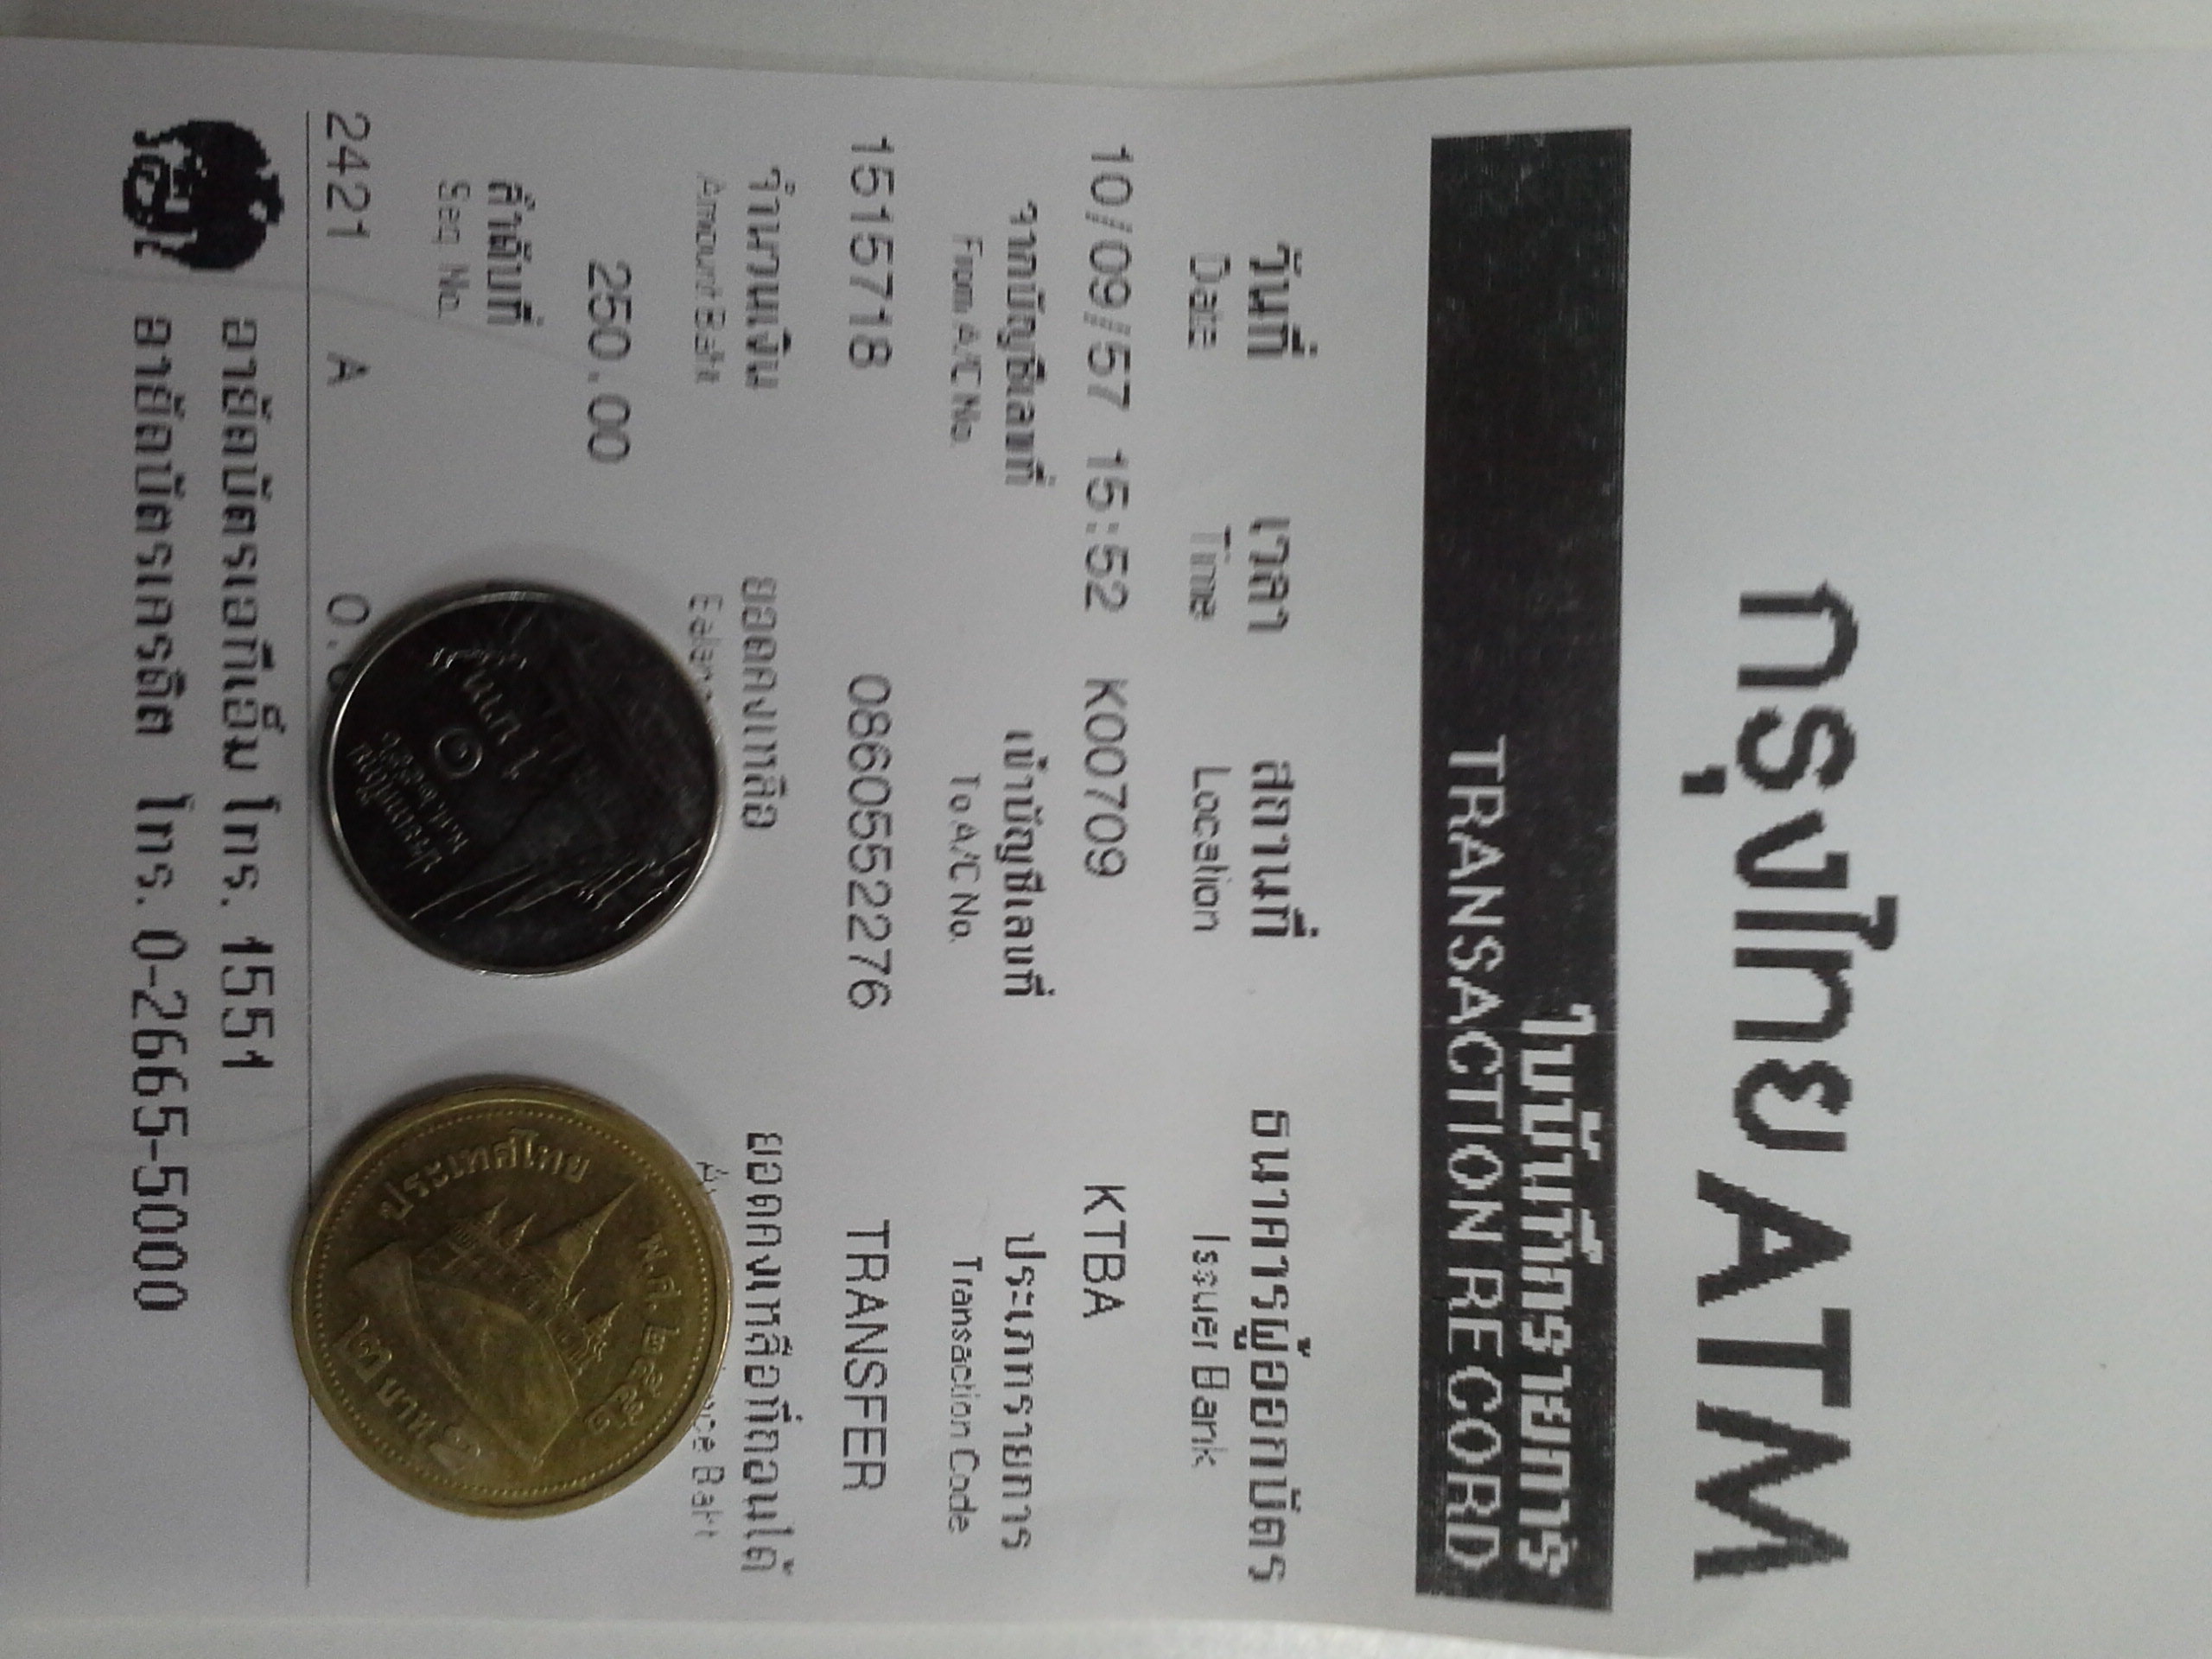 กรุงไทย ATM
ใบบันทึกรายการ
TRANSACTION RECORD
วันที่ เวลา สถานที่ ธนาคารผู้ออกบัตร
Date Time Location Issuer Bank
10/09/57 15:52 K00709 KTBA
จากบัญชีเลขที่ เข้าบัญชีเลขที่ ประเภทรายการ
From A/C No. To A/C No. Transaction Code
1515718 0860552276 TRANSFER
จำนวนเงิน ยอดคงเหลือ ยอดคงเหลือที่ถอนได้
Amount Baht Baht
250.00
ลำดับที่
Seq No.
2421 A
อายัดบัตรเอทีเอ็ม โทร. 1551
อายัดบัตรเครดิต โทร. 0-2665-5000
ประเทศไทย
พ.ศ. ๒๕๕๑
๒ บาท 2
๑